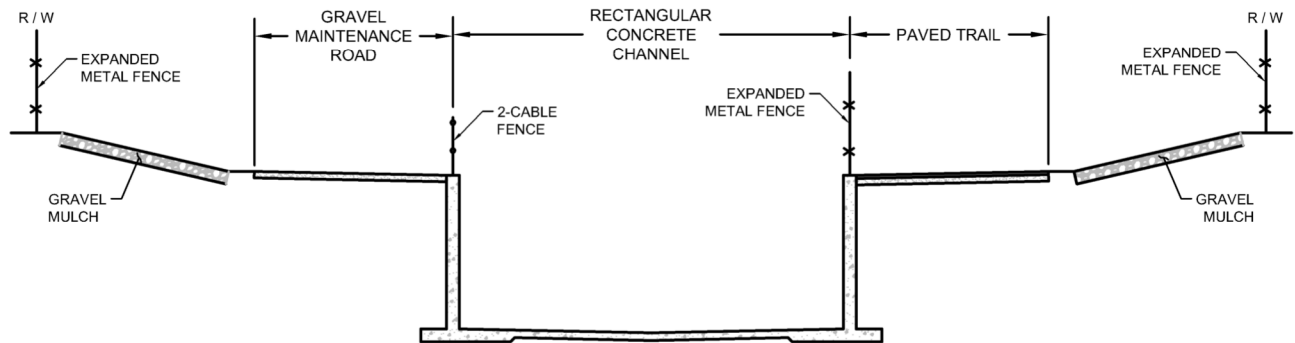 R / W
GRAVEL
MAINTENANCE
ROAD
RECTANGULAR
CONCRETE
CHANNEL
PAVED TRAIL
R / W
EXPANDED
METAL FENCE
2-CABLE
FENCE
EXPANDED
METAL FENCE
EXPANDED
METAL FENCE
GRAVEL
MULCH
GRAVEL
MULCH